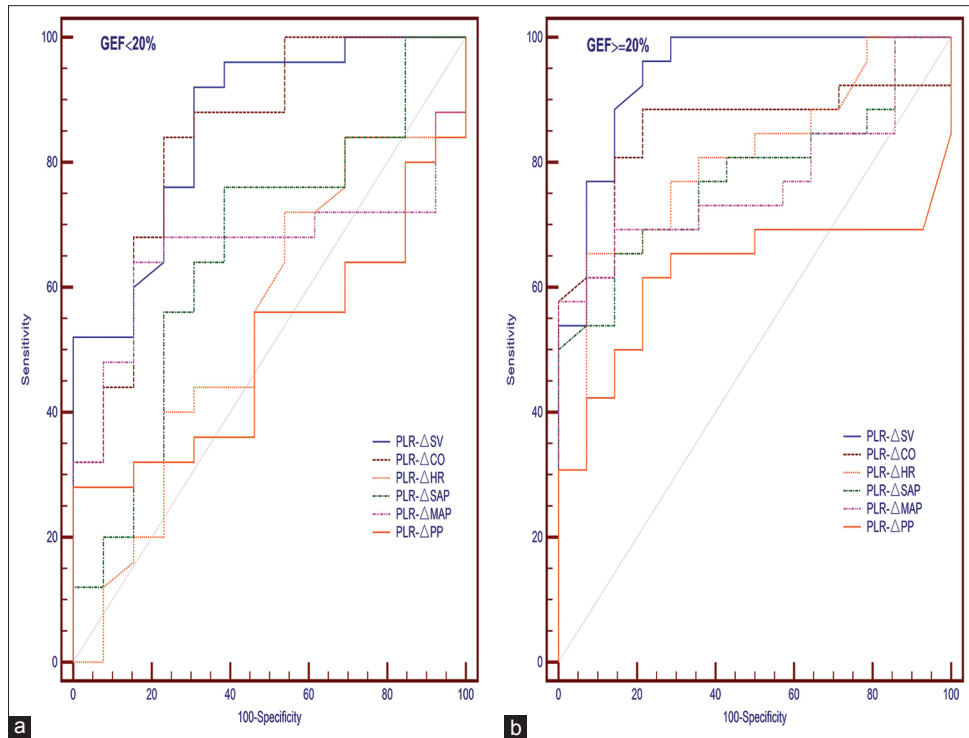 GEF<20%
100
80
60
40
20
0
Sensitivity
PLR-△SV
PLR-△CO
PLR-△HR
PLR-△SAP
PLR-△MAP
PLR-△PP
0 20 40 60 80 100
100-Specificity
a
GEF>=20%
100
80
60
40
20
0
Sensitivity
PLR-△SV
PLR-△CO
PLR-△HR
PLR-△SAP
PLR-△MAP
PLR-△PP
0 20 40 60 80 100
100-Specificity
b